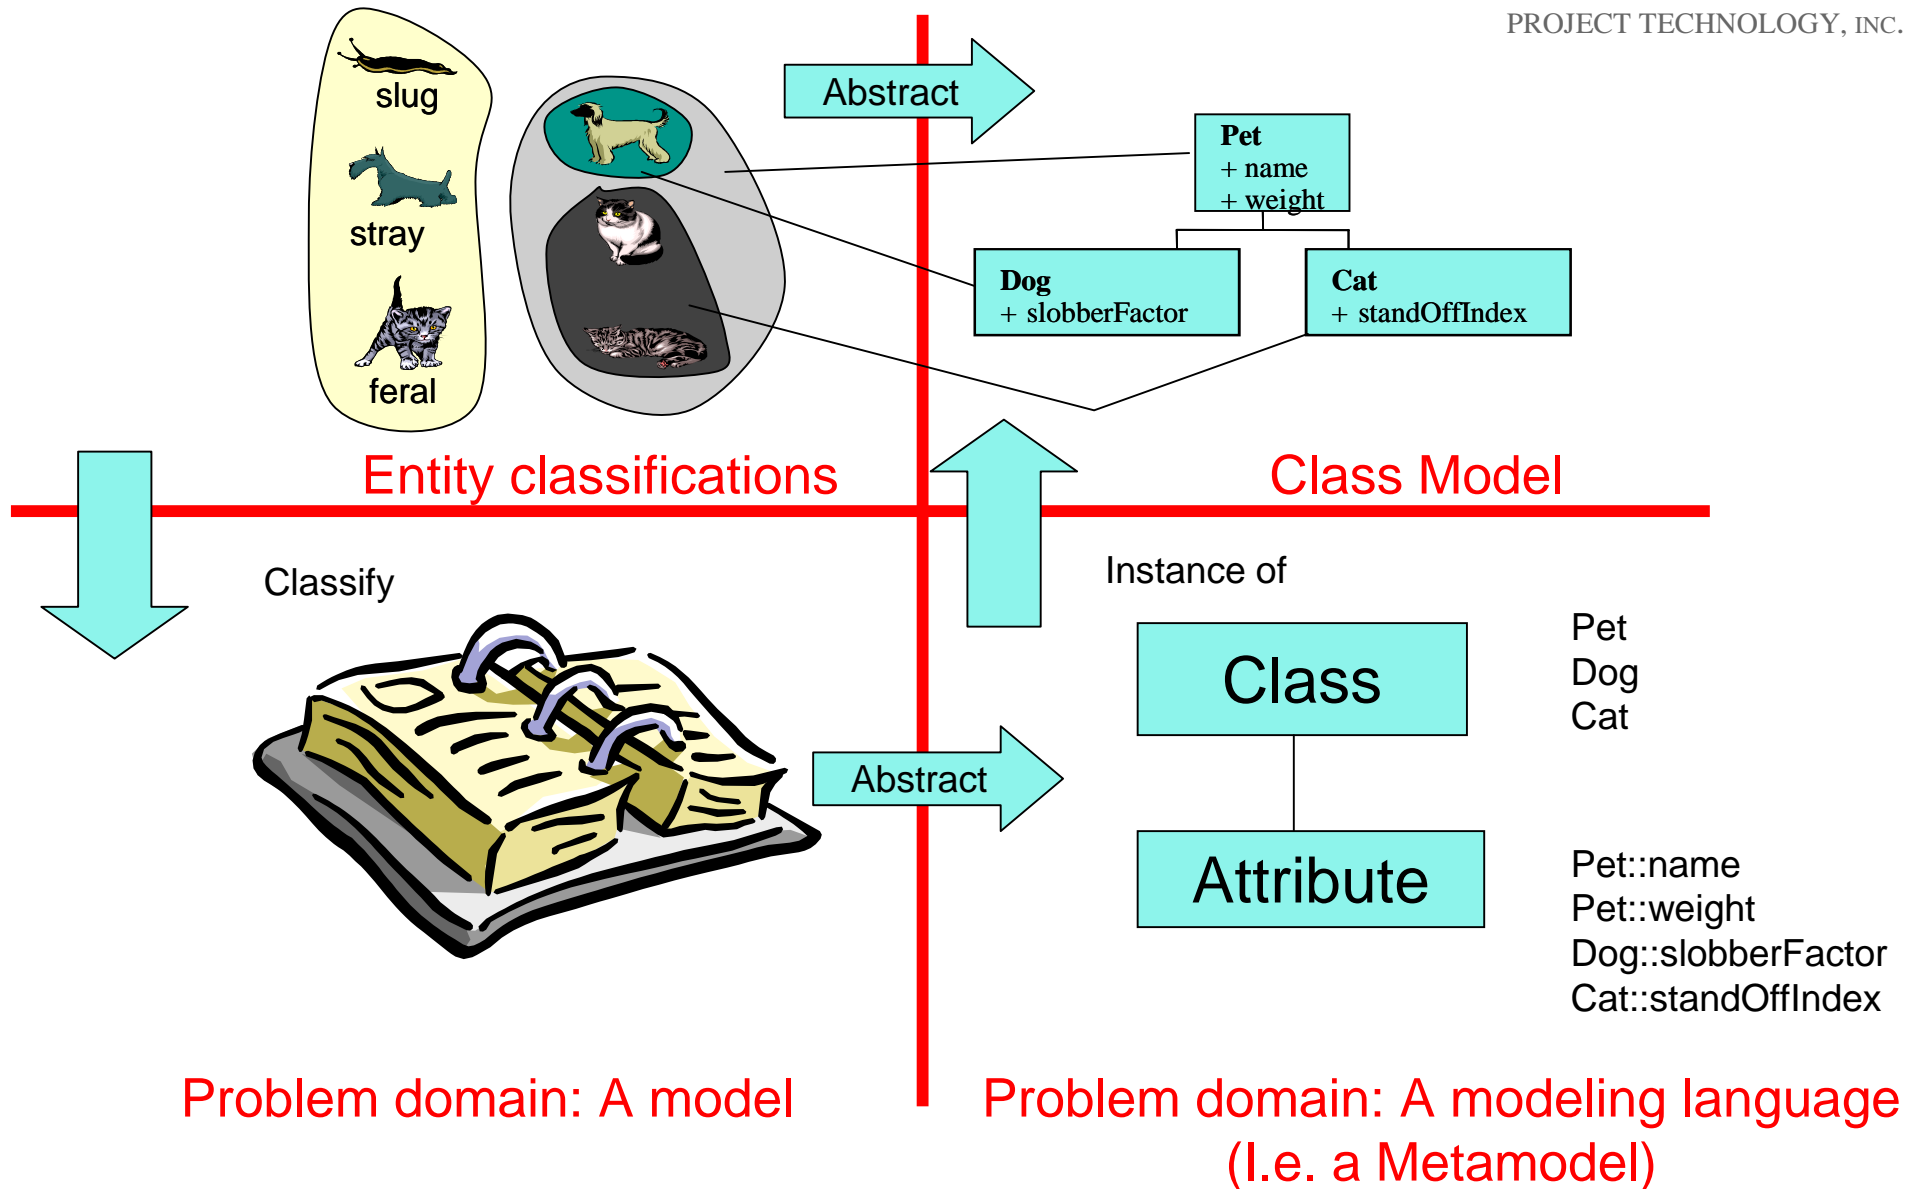 PROJECT TECHNOLOGY, INC.
slug
stray
feral
Abstract
Pet
+ name
+ weight
Dog
+ slobberFactor
Cat
+ standOffIndex
Entity classifications
Class Model
Classify
Instance of
Abstract
Class
Pet
Dog
Cat
Attribute
Pet::name
Pet::weight
Dog::slobberFactor
Cat::standOffIndex
Problem domain: A model
Problem domain: A modeling language
(I.e. a Metamodel)